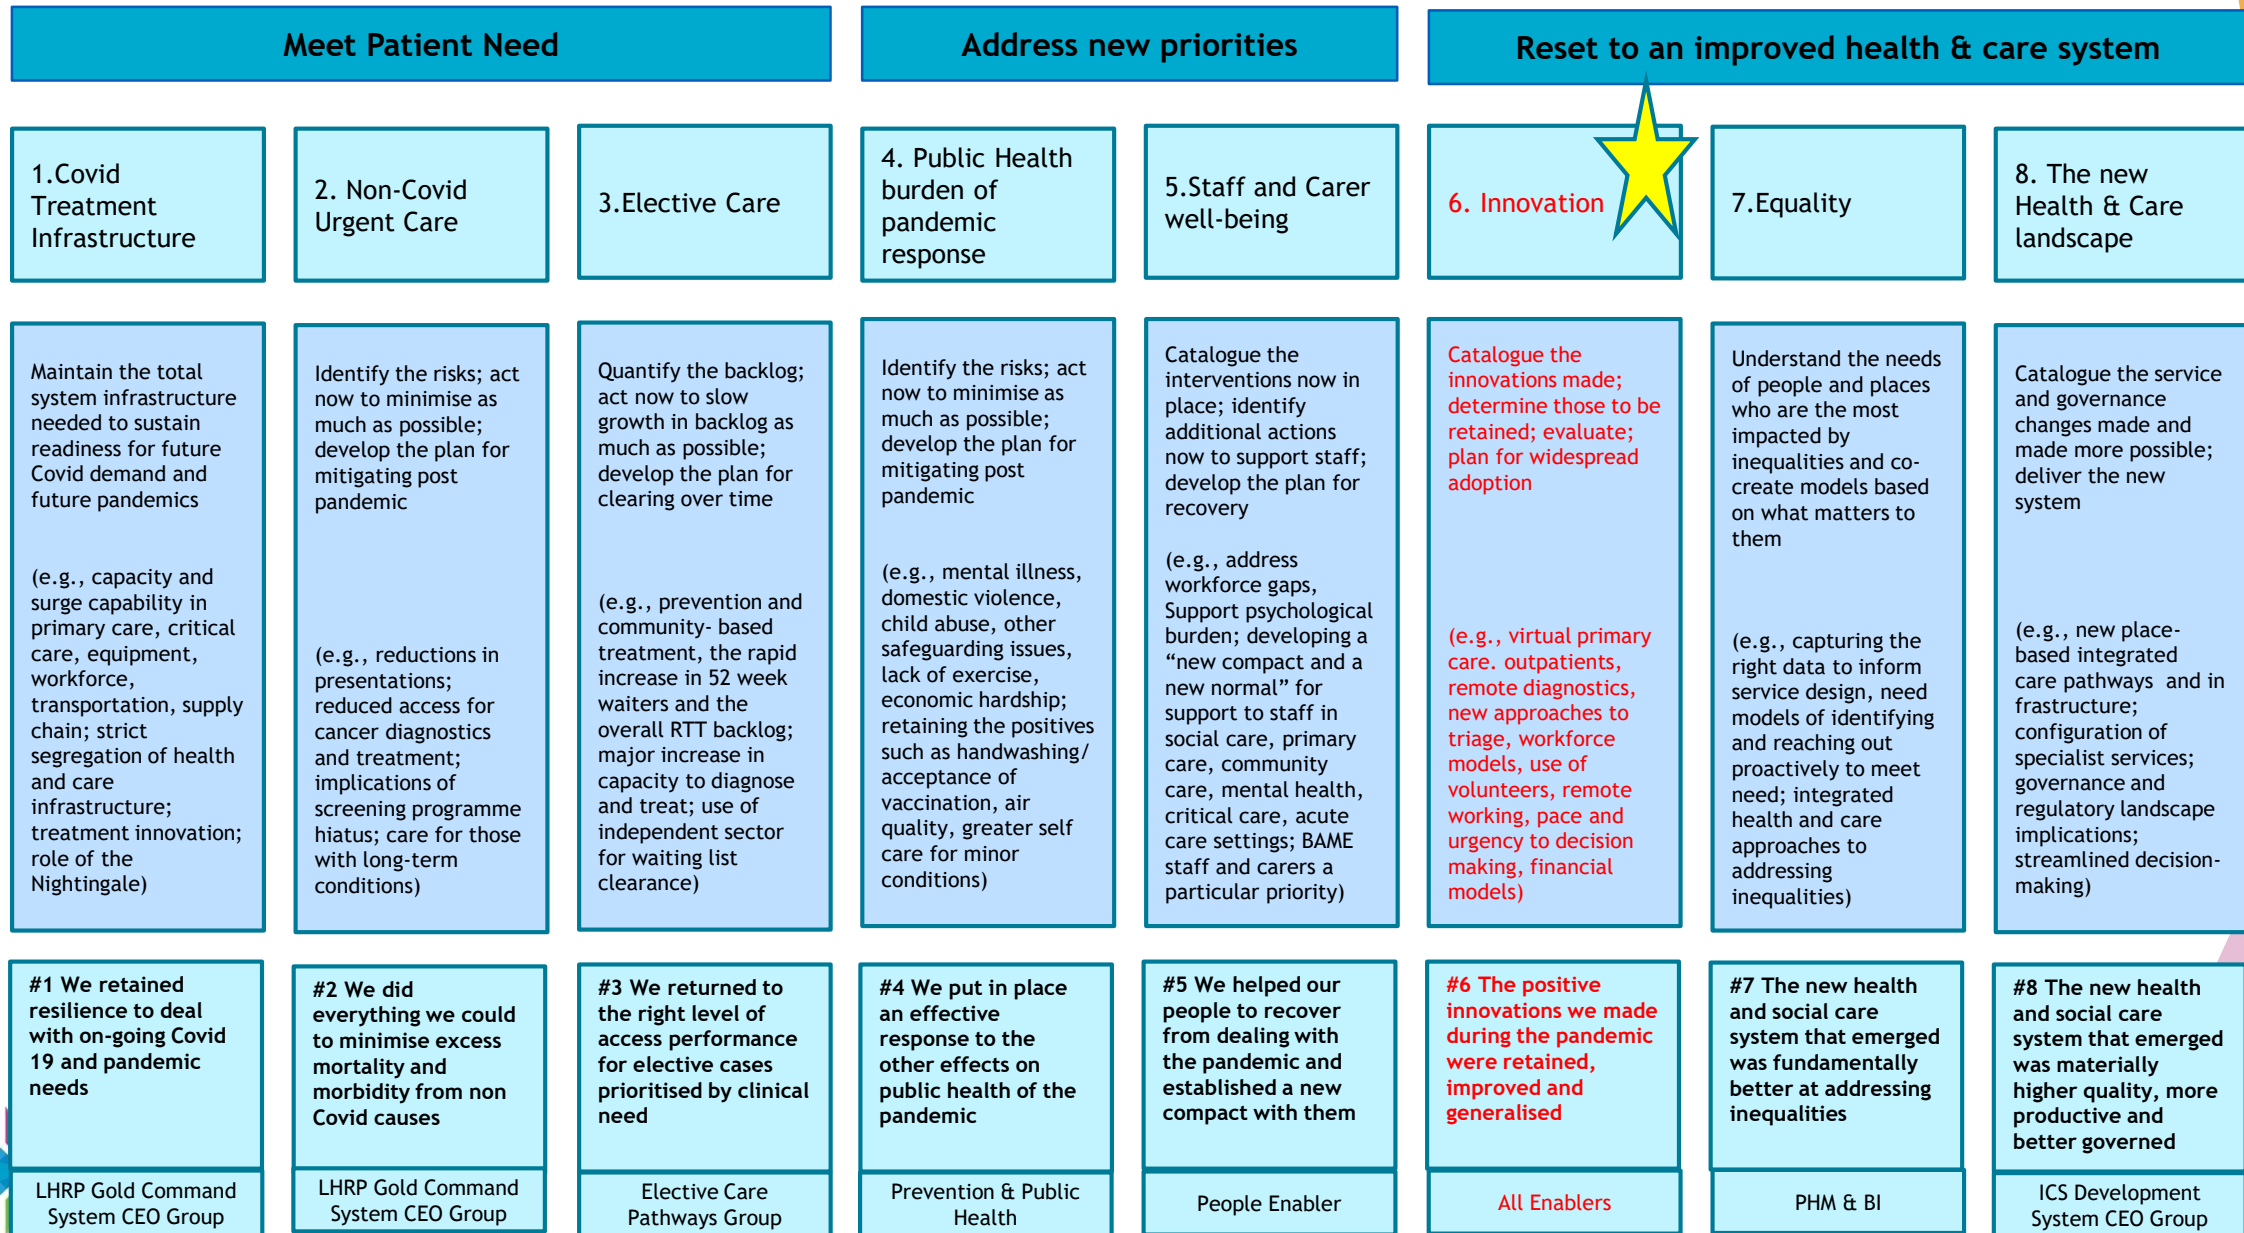 Meet Patient Need
Address new priorities
Reset to an improved health & care system
1.Covid
Treatment
Infrastructure
2. Non-Covid
Urgent Care
3.Elective Care
4. Public Health
burden of
pandemic
response
5.Staff and Carer
well-being
6. Innovation
7.Equality
8. The new
Health & Care
landscape
Maintain the total
system infrastructure
needed to sustain
readiness for future
Covid demand and
future pandemics
(e.g., capacity and
surge capability in
primary care, critical
care, equipment,
workforce,
transportation, supply
chain; strict
segregation of health
and care
infrastructure;
treatment innovation;
role of the
Nightingale)
Identify the risks; act
now to minimise as
much as possible;
develop the plan for
mitigating post
pandemic
(e.g., reductions in
presentations;
reduced access for
cancer diagnostics
and treatment;
implications of
screening programme
hiatus; care for those
with long-term
conditions)
Quantify the backlog;
act now to slow
growth in backlog as
much as possible;
develop the plan for
clearing over time
(e.g., prevention and
community- based
treatment, the rapid
increase in 52 week
waiters and the
overall RTT backlog;
major increase in
capacity to diagnose
and treat; use of
independent sector
for waiting list
clearance)
Identify the risks; act
now to minimise as
much as possible;
develop the plan for
mitigating post
pandemic
(e.g., mental illness,
domestic violence,
child abuse, other
safeguarding issues,
lack of exercise,
economic hardship;
retaining the positives
such as handwashing/
acceptance of
vaccination, air
quality, greater self
care for minor
conditions)
Catalogue the
interventions now in
place; identify
additional actions
now to support staff;
develop the plan for
recovery
(e.g., address
workforce gaps,
Support psychological
burden; developing a
“new compact and a
new normal” for
support to staff in
social care, primary
care, community
care, mental health,
critical care, acute
care settings; BAME
staff and carers a
particular priority)
Catalogue the
innovations made;
determine those to be
retained; evaluate;
plan for widespread
adoption
(e.g., virtual primary
care. outpatients,
remote diagnostics,
new approaches to
triage, workforce
models, use of
volunteers, remote
working, pace and
urgency to decision
making, financial
models)
Understand the needs
of people and places
who are the most
impacted by
inequalities and co-
create models based
on what matters to
them
(e.g., capturing the
right data to inform
service design, need
models of identifying
and reaching out
proactively to meet
need; integrated
health and care
approaches to
addressing
inequalities)
Catalogue the service
and governance
changes made and
made more possible;
deliver the new
system
(e.g., new place-
based integrated
care pathways  and in
frastructure;
configuration of
specialist services;
governance and
regulatory landscape
implications;
streamlined decision-
making)
#1 We retained
resilience to deal
with on-going Covid
19 and pandemic
needs
#2 We did
everything we could
to minimise excess
mortality and
morbidity from non
Covid causes
#3 We returned to
the right level of
access performance
for elective cases
prioritised by clinical
need
#4 We put in place
an effective
response to the
other effects on
public health of the
pandemic
#5 We helped our
people to recover
from dealing with
the pandemic and
established a new
compact with them
#6 The positive
innovations we made
during the pandemic
were retained,
improved and
generalised
#7 The new health
and social care
system that emerged
was fundamentally
better at addressing
inequalities
#8 The new health
and social care
system that emerged
was materially
higher quality, more
productive and
better governed
LHRP Gold Command
System CEO Group
LHRP Gold Command
System CEO Group
Elective Care
Pathways Group
Prevention & Public
Health
People Enabler
All Enablers
PHM & BI
ICS Development
System CEO Group